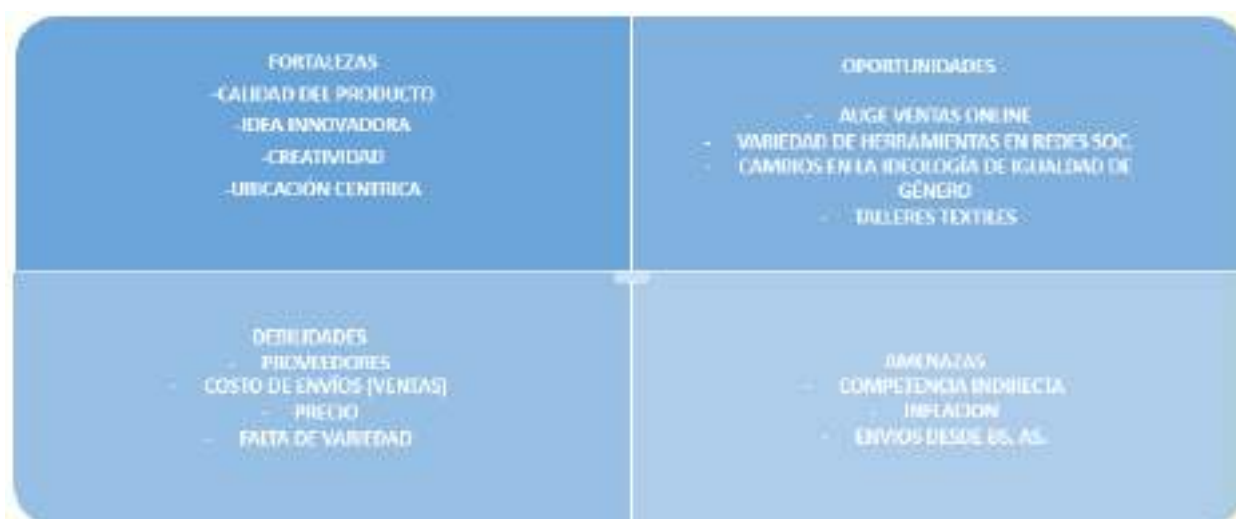 FORTALEZAS
-CALIDAD DEL PRODUCTO
-IDEA INNOVADORA
-CREATIVIDAD
-UBICACIÓN CENTRICA
OPORTUNIDADES
- AUGE VENTAS ONLINE
- VARIEDAD DE HERRAMIENTAS EN REDES SOC.
- CAMBIOS EN LA IDEOLOGÍA DE IGUALDAD DE
GÉNERO
- TALLERES TEXTILES
DEBILIDADES
- PROVEEDORES
- COSTO DE ENVÍOS (VENTAS)
- PRECIO
- FALTA DE VARIEDAD
AMENAZAS
- COMPETENCIA INDIRECTA
- INFLACION
- ENVIOS DESDE BS. AS.